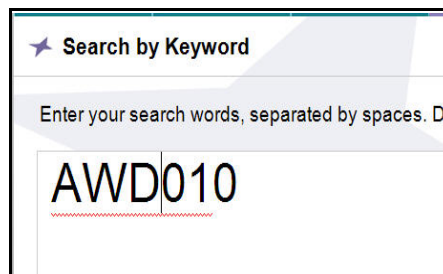 Search by Keyword
Enter your search words, separated by spaces. D
AWD010